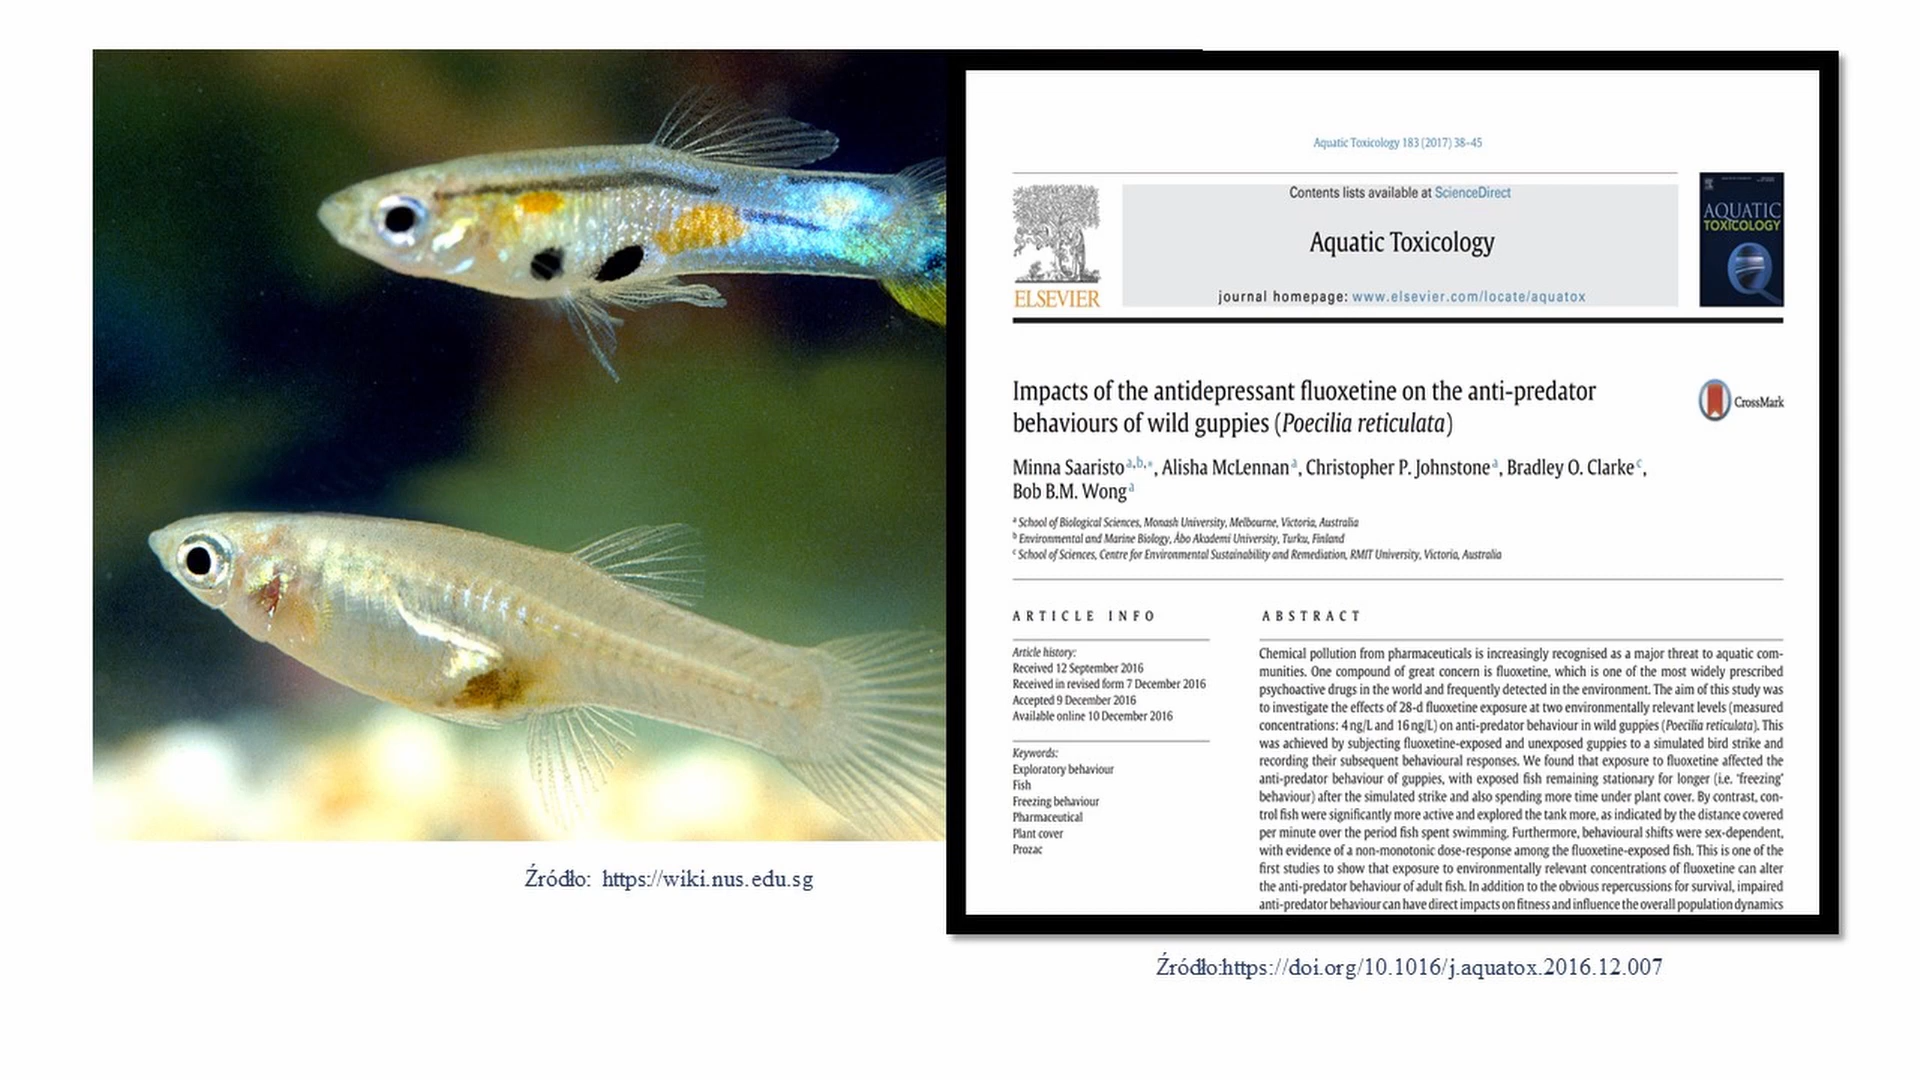 Aquatic Toxicology 183 (2017) 38–45
Contents lists available at ScienceDirect
Aquatic Toxicology
journal homepage: www.elsevier.com/locate/aquatox
ELSEVIER
AQUATIC
TOXICOLOGY
Impacts of the antidepressant fluoxetine on the anti-predator
behaviours of wild guppies (Poecilia reticulata)
CrossMark
Minna Saaristo a,b,*, Alisha McLennan a, Christopher P. Johnstone a, Bradley O. Clarke c,
Bob B.M. Wong a
a School of Biological Sciences, Monash University, Melbourne, Victoria, Australia
b Environmental and Marine Biology, Åbo Akademi University, Turku, Finland
c School of Sciences, Centre for Environmental Sustainability and Remediation, RMIT University, Victoria, Australia
ARTICLE INFO
Article history:
Received 12 September 2016
Received in revised form 7 December 2016
Accepted 9 December 2016
Available online 10 December 2016
Keywords:
Exploratory behaviour
Fish
Freezing behaviour
Pharmaceutical
Plant cover
Prozac
ABSTRACT
Chemical pollution from pharmaceuticals is increasingly recognised as a major threat to aquatic com-
munities. One compound of great concern is fluoxetine, which is one of the most widely prescribed
psychoactive drugs in the world and frequently detected in the environment. The aim of this study was
to investigate the effects of 28-d fluoxetine exposure at two environmentally relevant levels (measured
concentrations: 4 ng/L and 16 ng/L) on anti-predator behaviour in wild guppies (Poecilia reticulata). This
was achieved by subjecting fluoxetine-exposed and unexposed guppies to a simulated bird strike and
recording their subsequent behavioural responses. We found that exposure to fluoxetine affected the
anti-predator behaviour of guppies, with exposed fish remaining stationary for longer (i.e. 'freezing'
behaviour) after the simulated strike and also spending more time under plant cover. By contrast, con-
trol fish were significantly more active and explored the tank more, as indicated by the distance covered
per minute over the period fish spent swimming. Furthermore, behavioural shifts were sex-dependent,
with evidence of a non-monotonic dose-response among the fluoxetine-exposed fish. This is one of the
first studies to show that exposure to environmentally relevant concentrations of fluoxetine can alter
the anti-predator behaviour of adult fish. In addition to the obvious repercussions for survival, impaired
anti-predator behaviour can have direct impacts on fitness and influence the overall population dynamics
Źródło: https://wiki.nus.edu.sg
Źródło:https://doi.org/10.1016/j.aquatox.2016.12.007